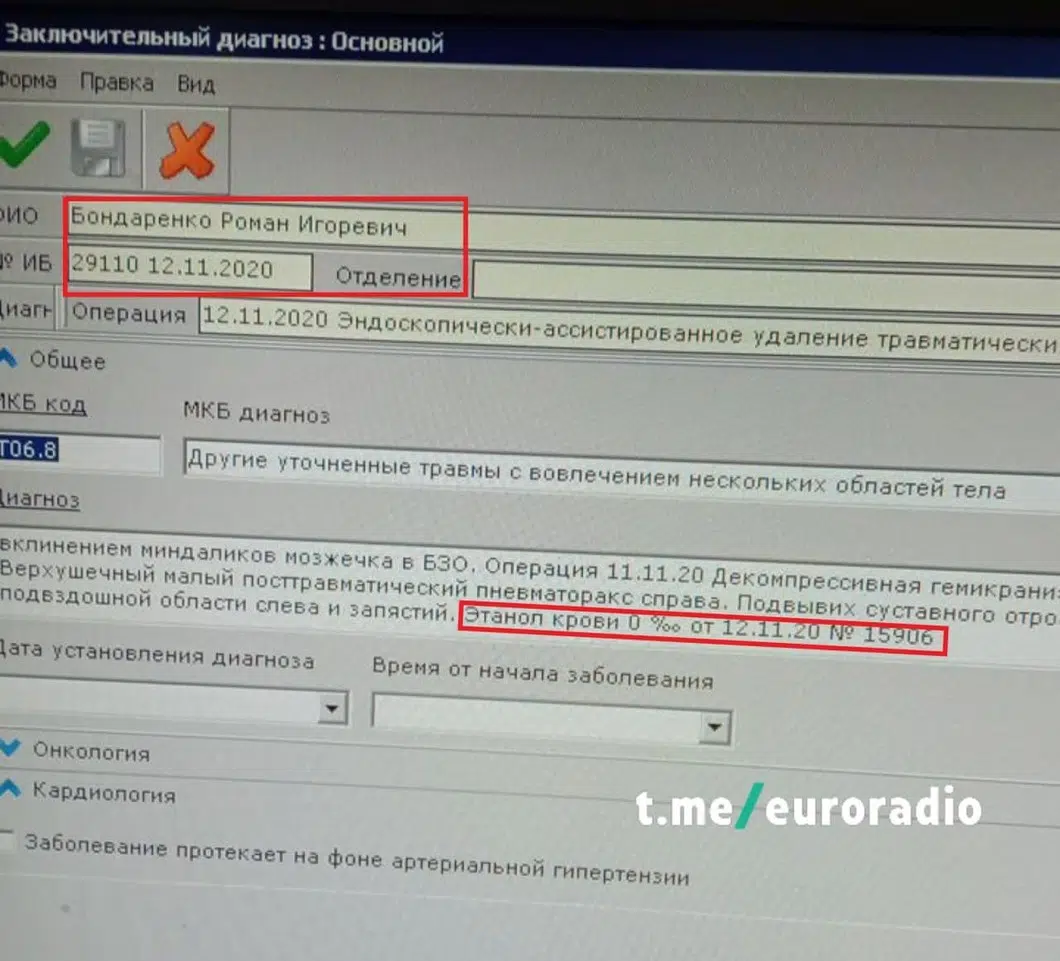 Заключительный диагноз : Основной
Форма Правка Вид
ФИО Бондаренко Роман Игоревич
№ ИБ 29110 12.11.2020 Отделение
Операция 12.11.2020 Эндоскопически-ассистированное удаление травматически
Общее
МКБ код МКБ диагноз
T06.8 Другие уточненные травмы с вовлечением нескольких областей тела
Диагноз
вклинением миндаликов мозжечка в БЗО. Операция 11.11.20 Декомпрессивная гемикрани
Верхушечный малый посттравматический пневматоракс справа. Подвывих суставного отро
подвздошной области слева и запястий. Этанол крови 0 ‰ от 12.11.20 № 15906
Дата установления диагноза Время от начала заболевания
Онкология
Кардиология
t.me/euroradio
Заболевание протекает на фоне артериальной гипертензии